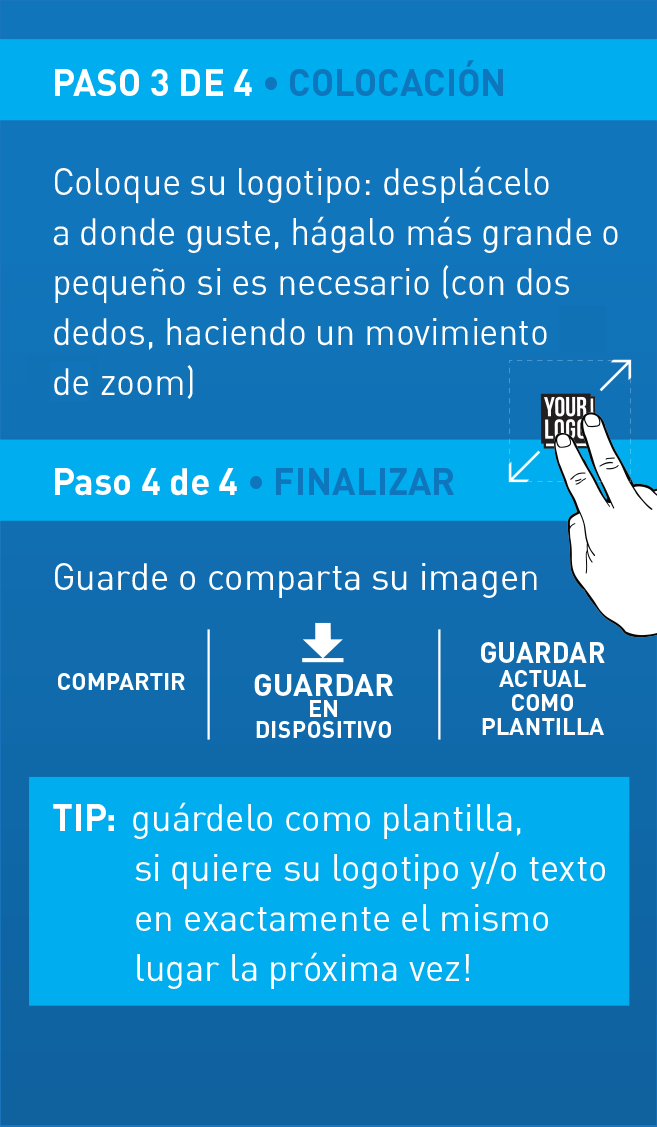 PASO 3 DE 4 • COLOCACIÓN
Coloque su logotipo: desplácelo
a donde guste, hágalo más grande o
pequeño si es necesario (con dos
dedos, haciendo un movimiento
de zoom)
YOUR
LOGO
Paso 4 de 4 • FINALIZAR
Guarde o comparta su imagen
COMPARTIR
GUARDAR
EN
DISPOSITIVO
GUARDAR
ACTUAL
COMO
PLANTILLA
TIP: guárdelo como plantilla,
si quiere su logotipo y/o texto
en exactamente el mismo
lugar la próxima vez!